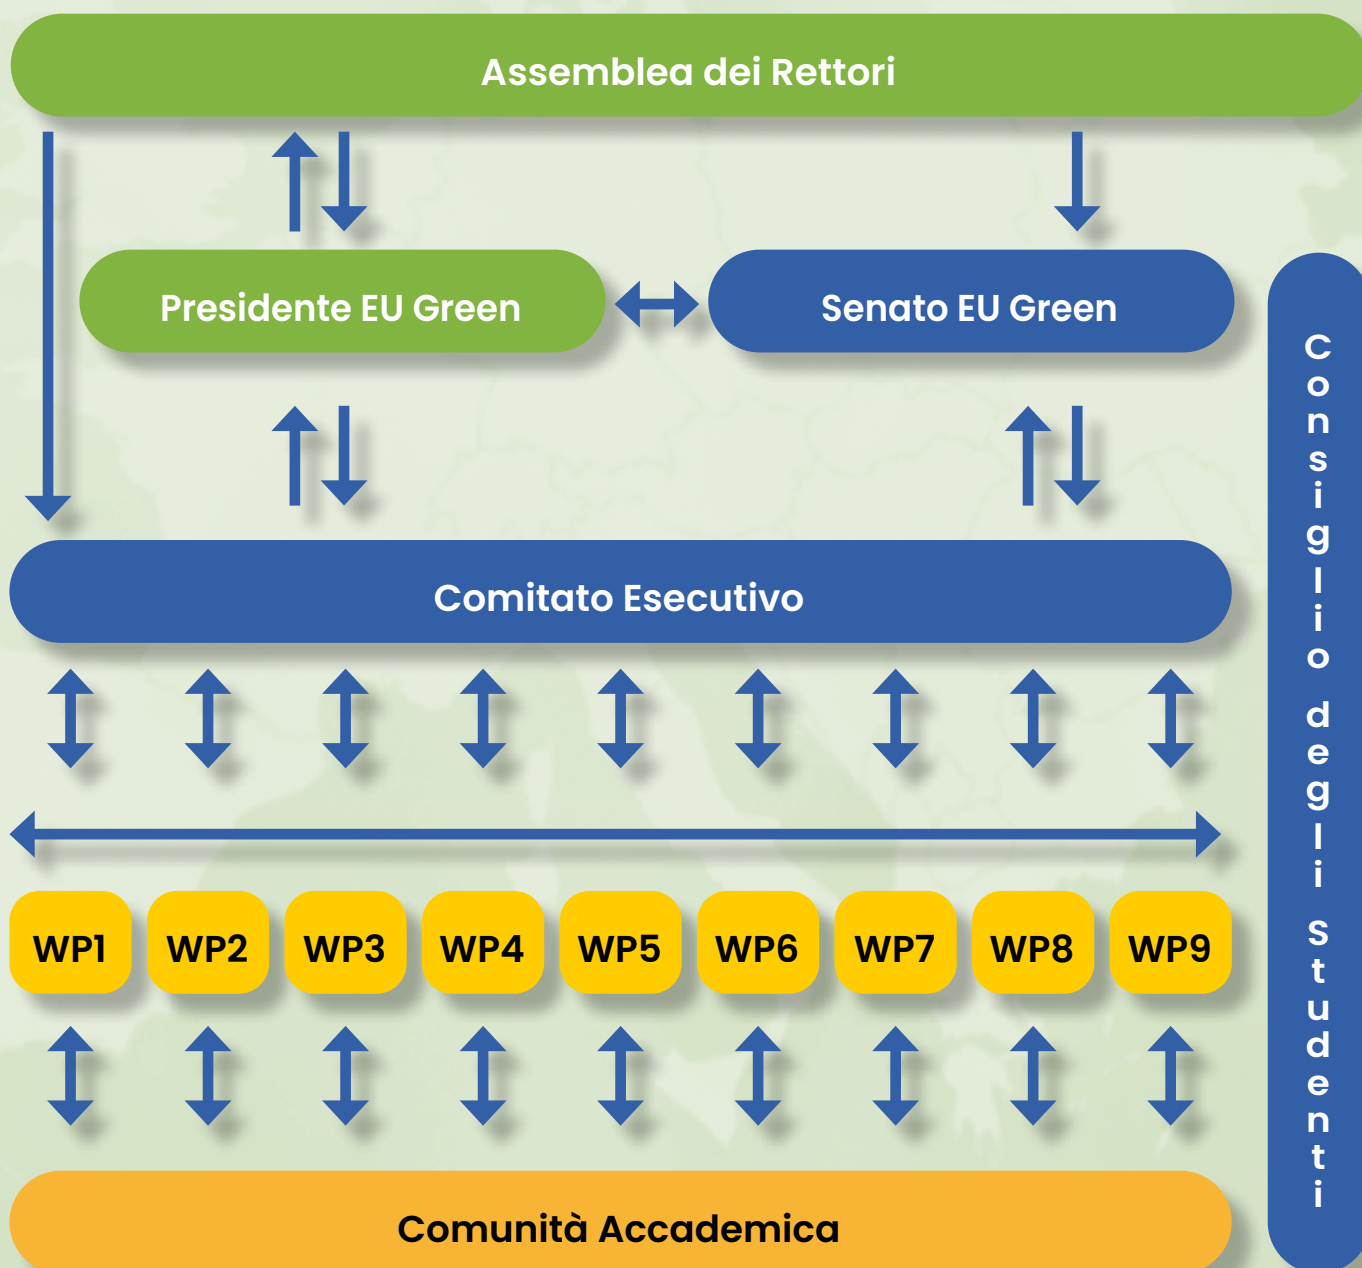 Assemblea dei Rettori
Presidente EU Green
Senato EU Green
Consiglio degli Studenti
Comitato Esecutivo
WP1
WP2
WP3
WP4
WP5
WP6
WP7
WP8
WP9
Comunità Accademica